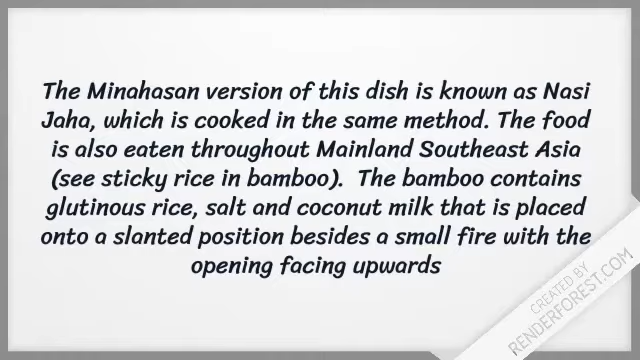 The Minahasan version of this dish is known as Nasi
Jaha, which is cooked in the same method. The food
is also eaten throughout Mainland Southeast Asia
(see sticky rice in bamboo).  The bamboo contains
glutinous rice, salt and coconut milk that is placed
onto a slanted position besides a small fire with the
opening facing upwards
CREATED BY
RENDERFOREST.COM